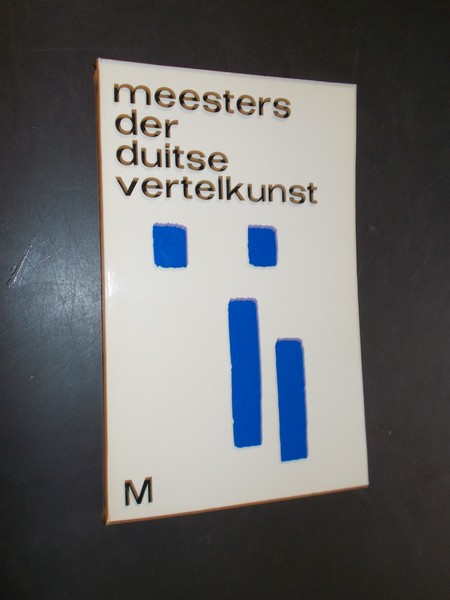 meesters
der
duitse
vertelkunst
M